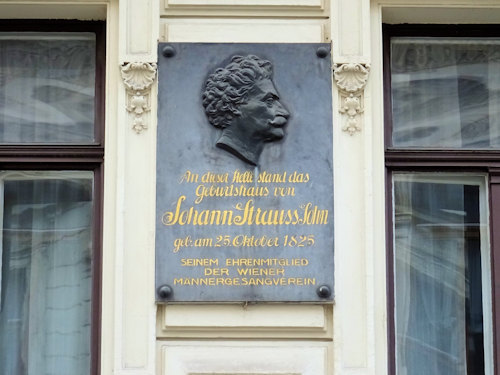 An dieser Stelle stand das
Geburtshaus von
Johann Strauss Sohn
geb. am 25. Oktober 1825
SEINEM EHRENMITGLIED
DER WIENER
MÄNNERGESANGVEREIN